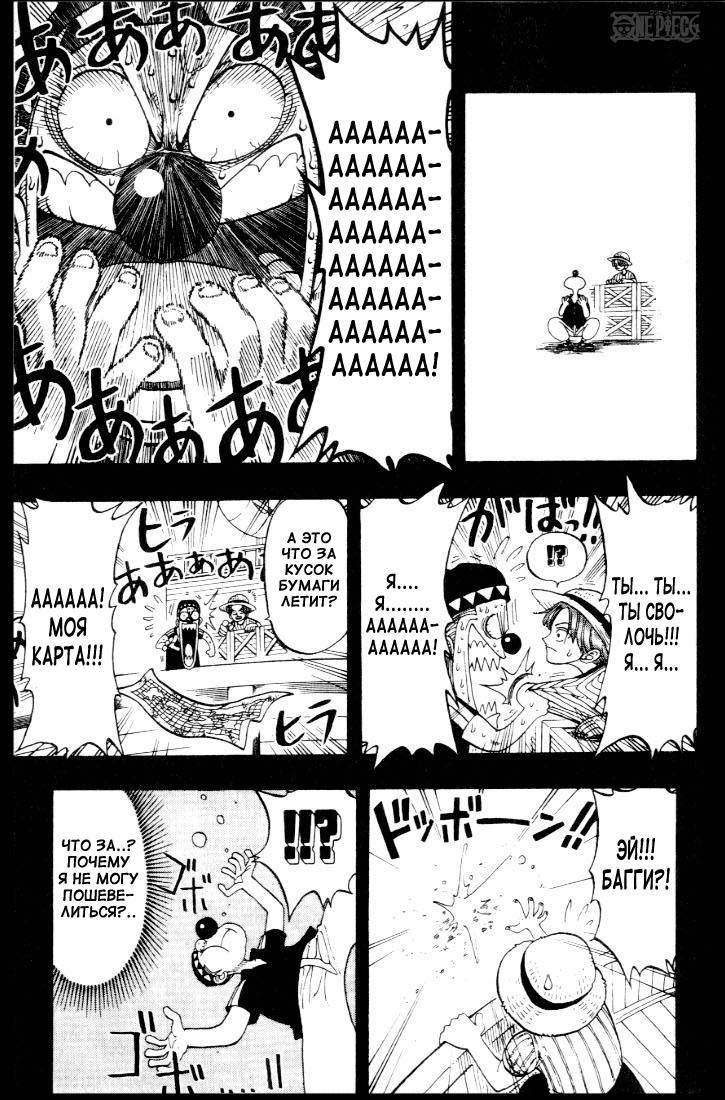 ONE PIECE
АААААА-
АААААА-
АААААА-
АААААА-
АААААА-
АААААА-
АААААА-
АААААА!
あああああ
あああああ
がばっ!!
!?
ТЫ... ТЫ...
ТЫ СВО-
ЛОЧЬ!!!
Я... Я...
Я....
Я........
АААААА-
АААААА!
А ЭТО
ЧТО ЗА
КУСОК
БУМАГИ
ЛЕТИТ?
ヒラ
あああああ
АААААА!
МОЯ
КАРТА!!!
ヒラ
ЭЙ!!!
БАГГИ?!
ドッボーン!!
!!?
ЧТО ЗА..?
ПОЧЕМУ
Я НЕ МОГУ
ПОШЕВЕ-
ЛИТЬСЯ?..
ゴボ
ゴボ